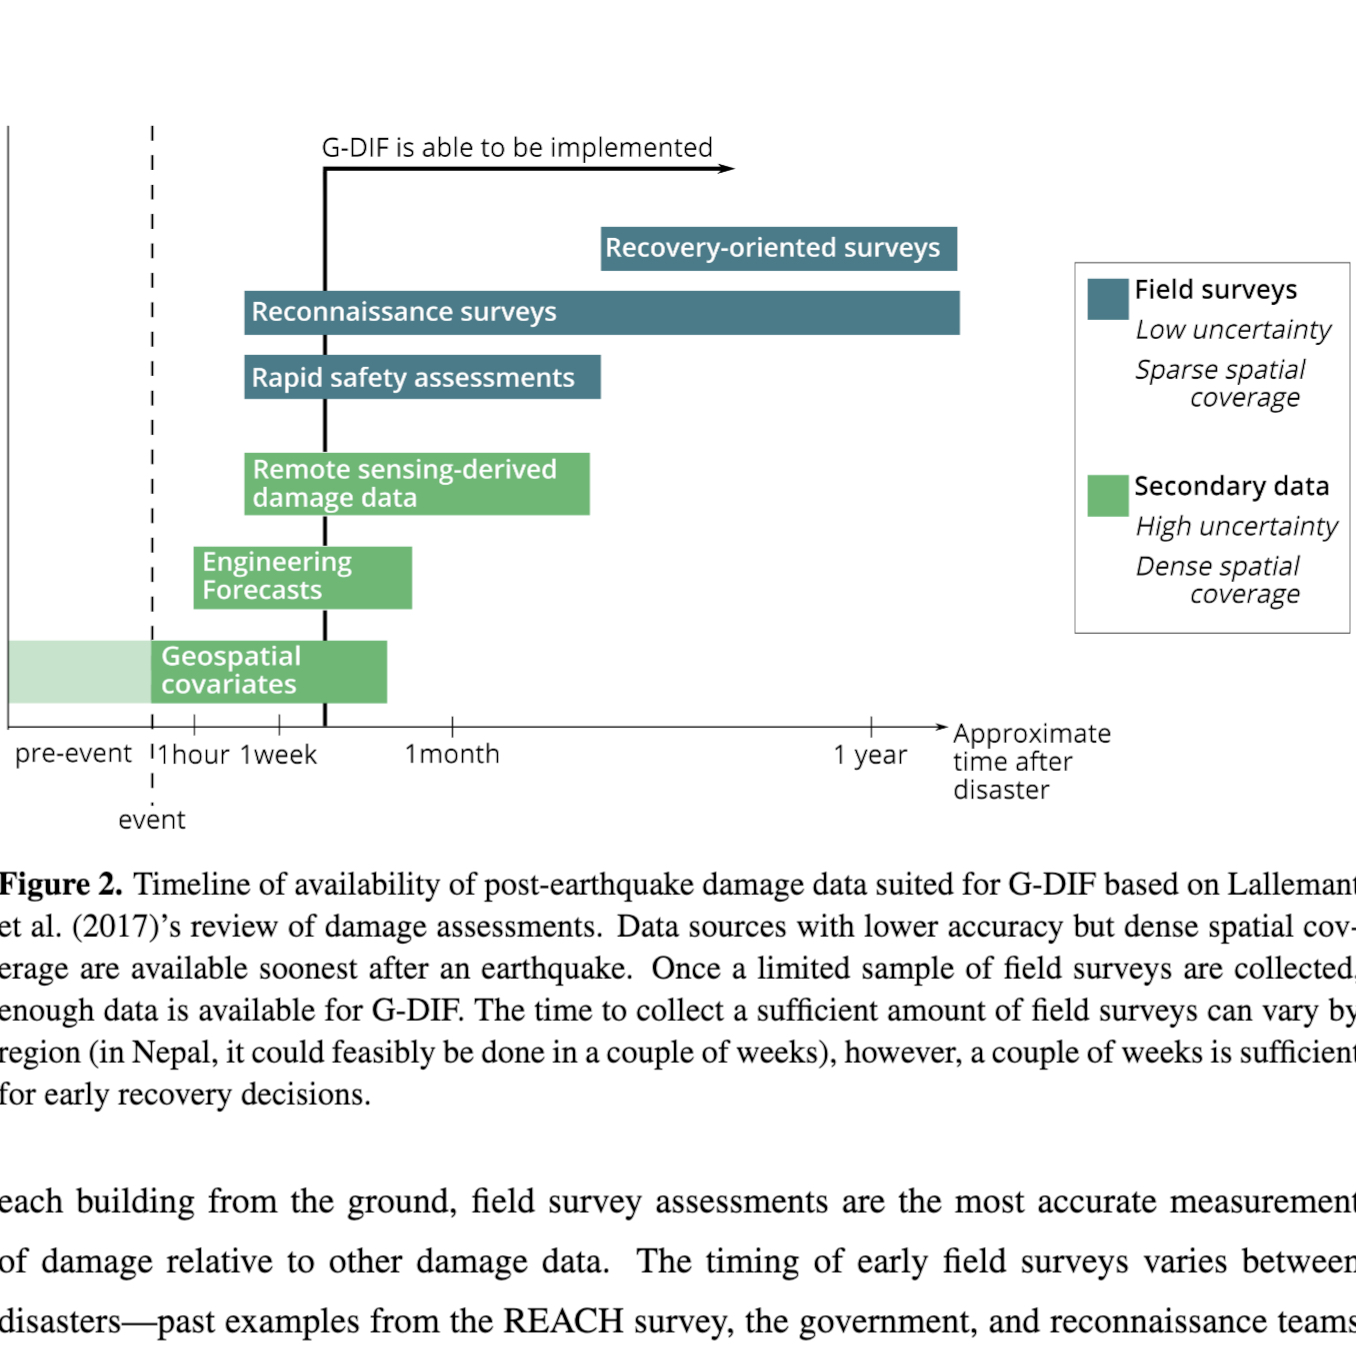 G-DIF is able to be implemented
Recovery-oriented surveys
Reconnaissance surveys
Rapid safety assessments
Remote sensing-derived
damage data
Engineering
Forecasts
Geospatial
covariates
pre-event
1hour
1week
1month
1 year
Approximate
time after
disaster
event
Field surveys
Low uncertainty
Sparse spatial
coverage
Secondary data
High uncertainty
Dense spatial
coverage
Figure 2. Timeline of availability of post-earthquake damage data suited for G-DIF based on Lallemant
et al. (2017)’s review of damage assessments. Data sources with lower accuracy but dense spatial cov-
erage are available soonest after an earthquake. Once a limited sample of field surveys are collected,
enough data is available for G-DIF. The time to collect a sufficient amount of field surveys can vary by
region (in Nepal, it could feasibly be done in a couple of weeks), however, a couple of weeks is sufficient
for early recovery decisions.
each building from the ground, field survey assessments are the most accurate measurement
of damage relative to other damage data. The timing of early field surveys varies between
disasters—past examples from the REACH survey, the government, and reconnaissance teams